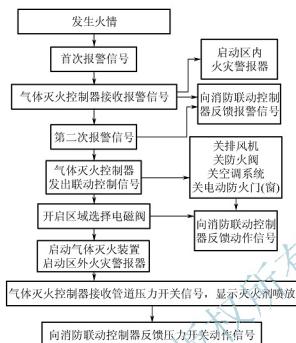 发生火情
首次报警信号
启动区内
火灾警报器
气体灭火控制器接收报警信号
向消防联动控制
器反馈报警信号
第二次报警信号
气体灭火控制器
发出联动控制信号
关排风机
关防火阀
关空调系统
关电动防火门(窗)
开启区域选择电磁阀
向消防联动控制
器反馈动作信号
启动气体灭火装置
启动区外火灾警报器
气体灭火控制器接收管道压力开关信号，显示灭火剂喷放
向消防联动控制器反馈压力开关动作信号
版权所有